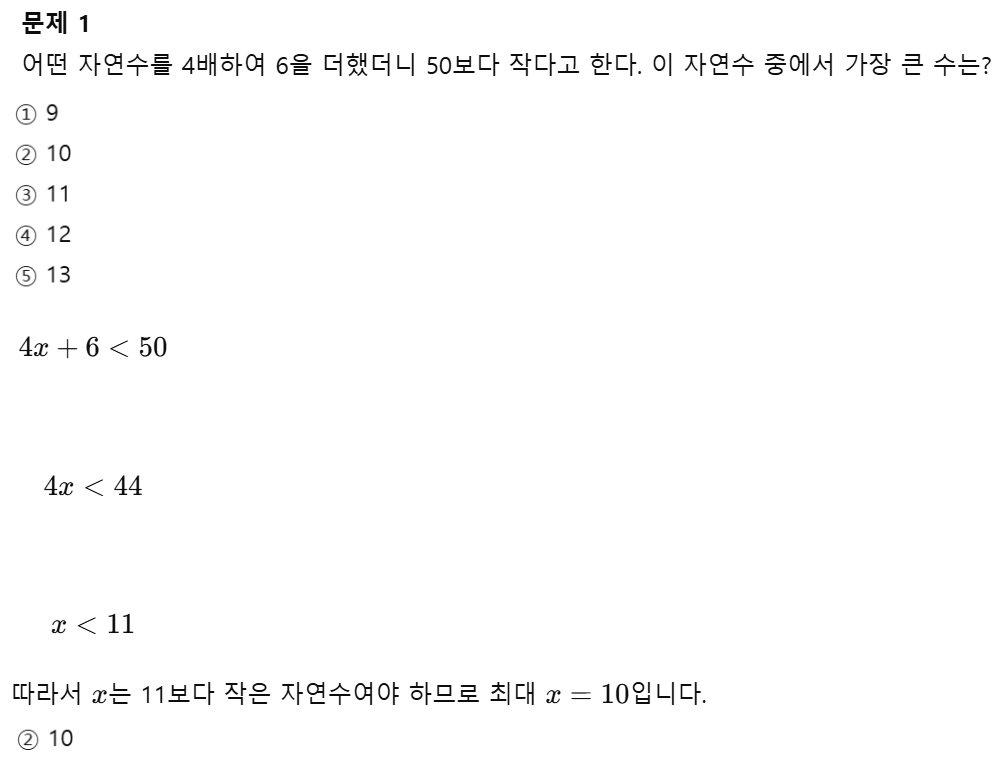 문제 1
어떤 자연수를 4배하여 6을 더했더니 50보다 작다고 한다. 이 자연수 중에서 가장 큰 수는?
① 9
② 10
③ 11
④ 12
⑤ 13
4x + 6 < 50
4x < 44
x < 11
따라서 x는 11보다 작은 자연수여야 하므로 최대 x = 10입니다.
② 10